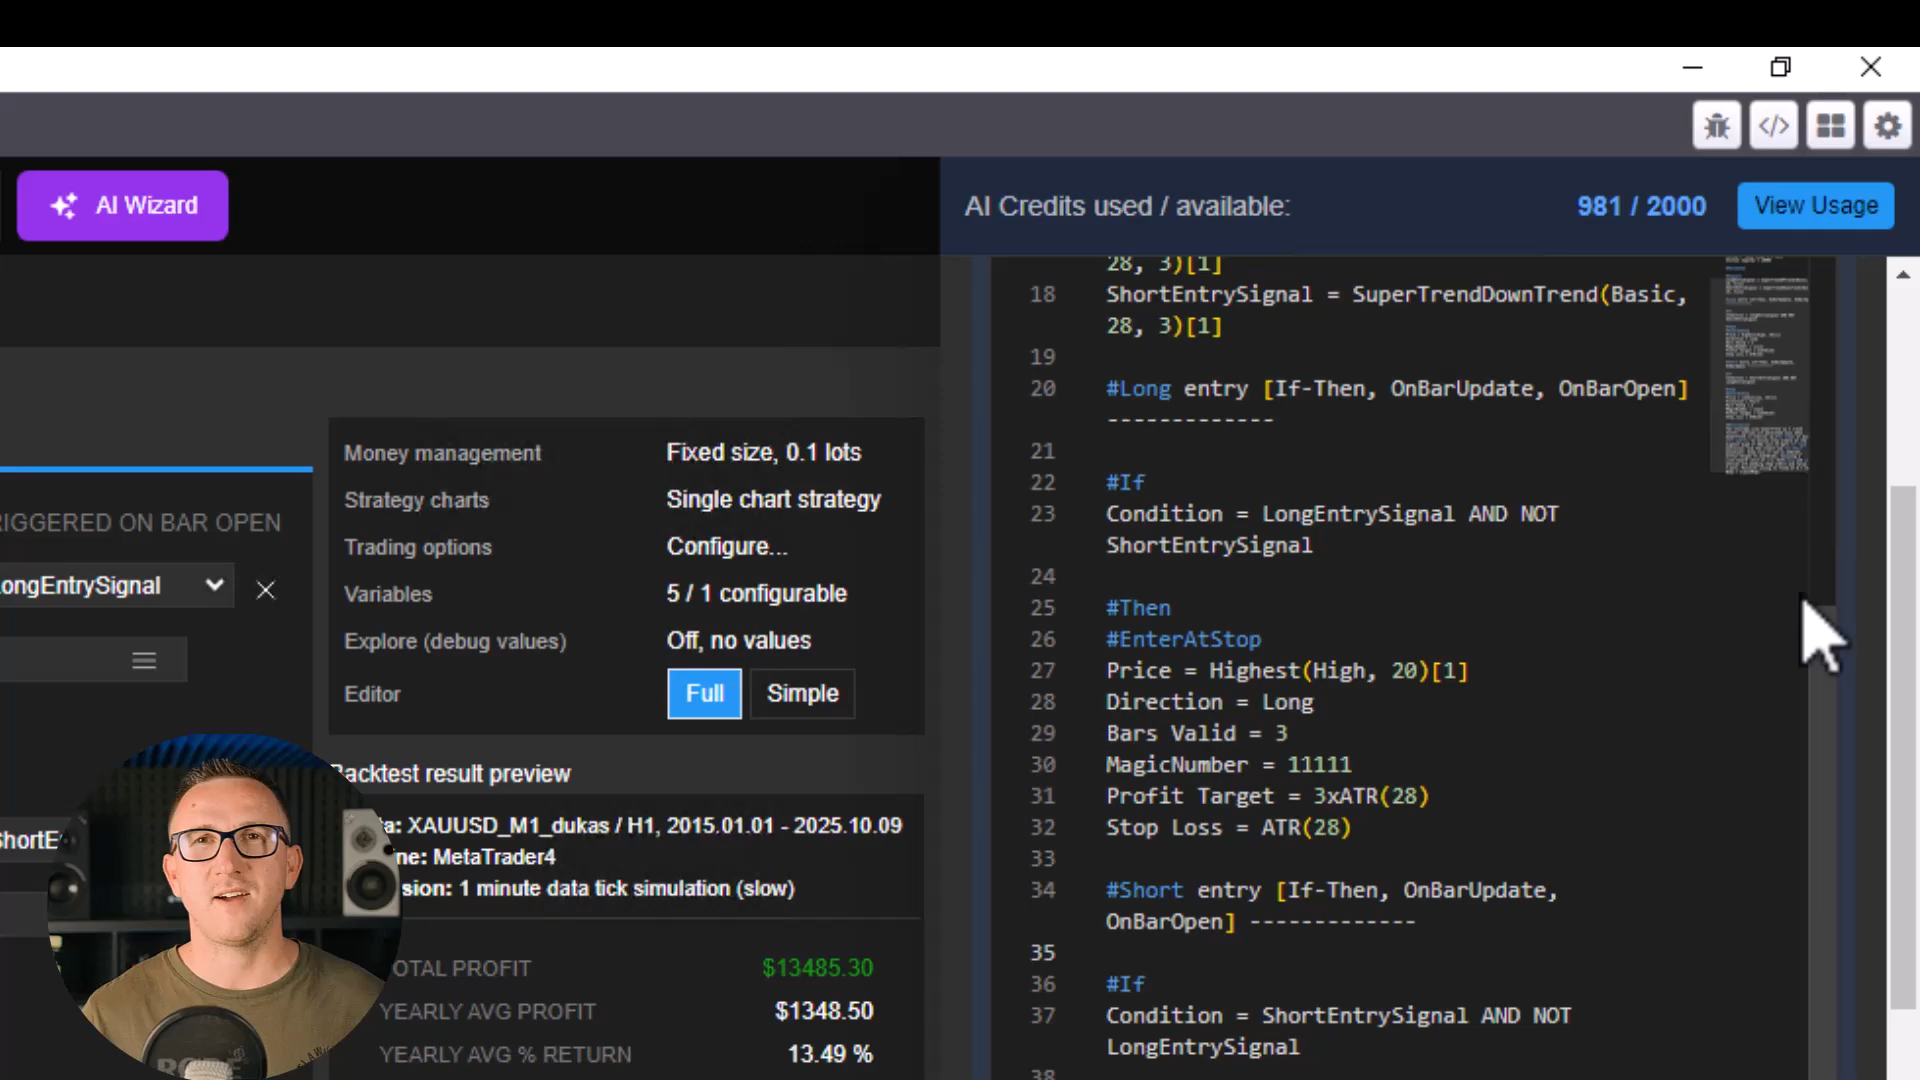 AI Wizard
AI Credits used / available:
981 / 2000
View Usage
28, 3)[1]
18 ShortEntrySignal = SuperTrendDownTrend(Basic,
28, 3)[1]
19
20 #Long entry [If-Then, OnBarUpdate, OnBarOpen]
-------------
21
22 #If
23 Condition = LongEntrySignal AND NOT
ShortEntrySignal
24
25 #Then
26 #EnterAtStop
27 Price = Highest(High, 20)[1]
28 Direction = Long
29 Bars Valid = 3
30 MagicNumber = 11111
31 Profit Target = 3xATR(28)
32 Stop Loss = ATR(28)
33
34 #Short entry [If-Then, OnBarUpdate,
OnBarOpen] -------------
35
36 #If
37 Condition = ShortEntrySignal AND NOT
LongEntrySignal
38
RIGGERED ON BAR OPEN
ongEntrySignal
ShortE
Money management Fixed size, 0.1 lots
Strategy charts Single chart strategy
Trading options Configure...
Variables 5 / 1 configurable
Explore (debug values) Off, no values
Editor Full Simple
Backtest result preview
a: XAUUSD_M1_dukas / H1, 2015.01.01 - 2025.10.09
ne: MetaTrader4
sion: 1 minute data tick simulation (slow)
OTAL PROFIT $13485.30
YEARLY AVG PROFIT $1348.50
YEARLY AVG % RETURN 13.49 %